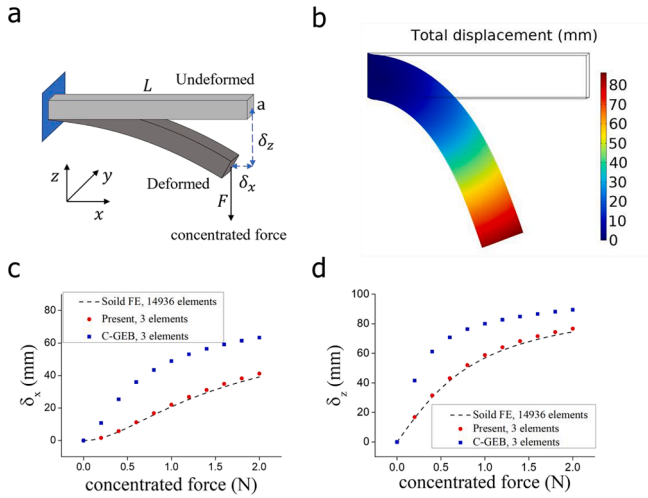 a
L
Undeformed
a
δz
Deformed
δx
z
y
x
F
concentrated force
b
Total displacement (mm)
80
70
60
50
40
30
20
10
0
c
80
60
40
20
0
δx (mm)
Soild FE, 14936 elements
Present, 3 elements
C-GEB, 3 elements
0.0 0.5 1.0 1.5 2.0
concentrated force (N)
d
100
80
60
40
20
0
δz (mm)
Soild FE, 14936 elements
Present, 3 elements
C-GEB, 3 elements
0.0 0.5 1.0 1.5 2.0
concentrated force (N)